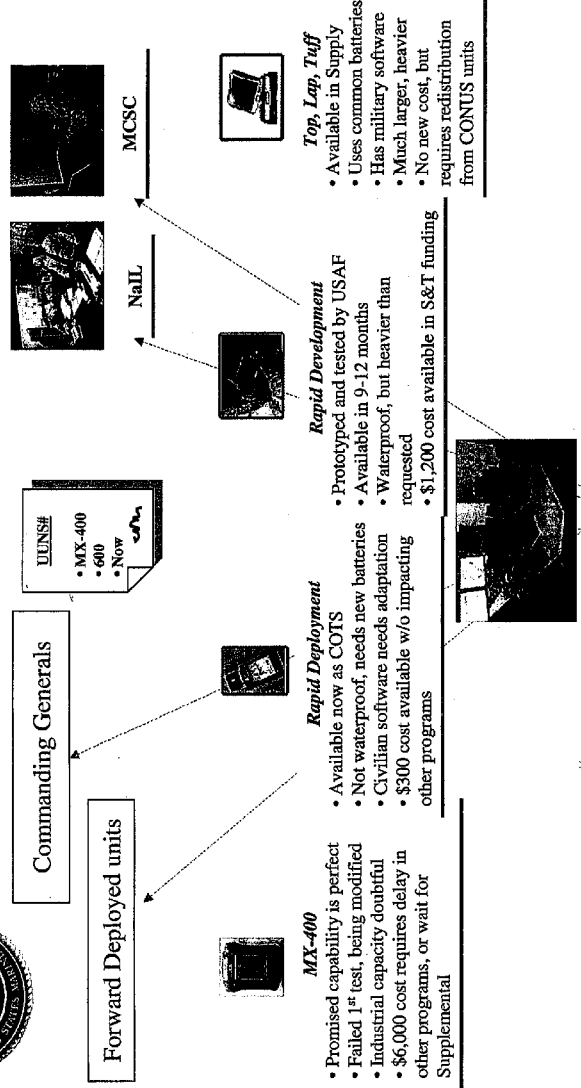 Commanding Generals
Forward Deployed units
UUNS#
• MX-400
• 600
• Now
NaIL
MCSC
MX-400
• Promised capability is perfect
• Failed 1st test, being modified
• Industrial capacity doubtful
• $6,000 cost requires delay in
other programs, or wait for
Supplemental
Rapid Deployment
• Available now as COTS
• Not waterproof, needs new batteries
• Civilian software needs adaptation
• $300 cost available w/o impacting
other programs
Rapid Development
• Prototyped and tested by USAF
• Available in 9-12 months
• Waterproof, but heavier than
requested
• $1,200 cost available in S&T funding
Top, Lap, Tuff
• Available in Supply
• Uses common batteries
• Has military software
• Much larger, heavier
• No new cost, but
requires redistribution
from CONUS units